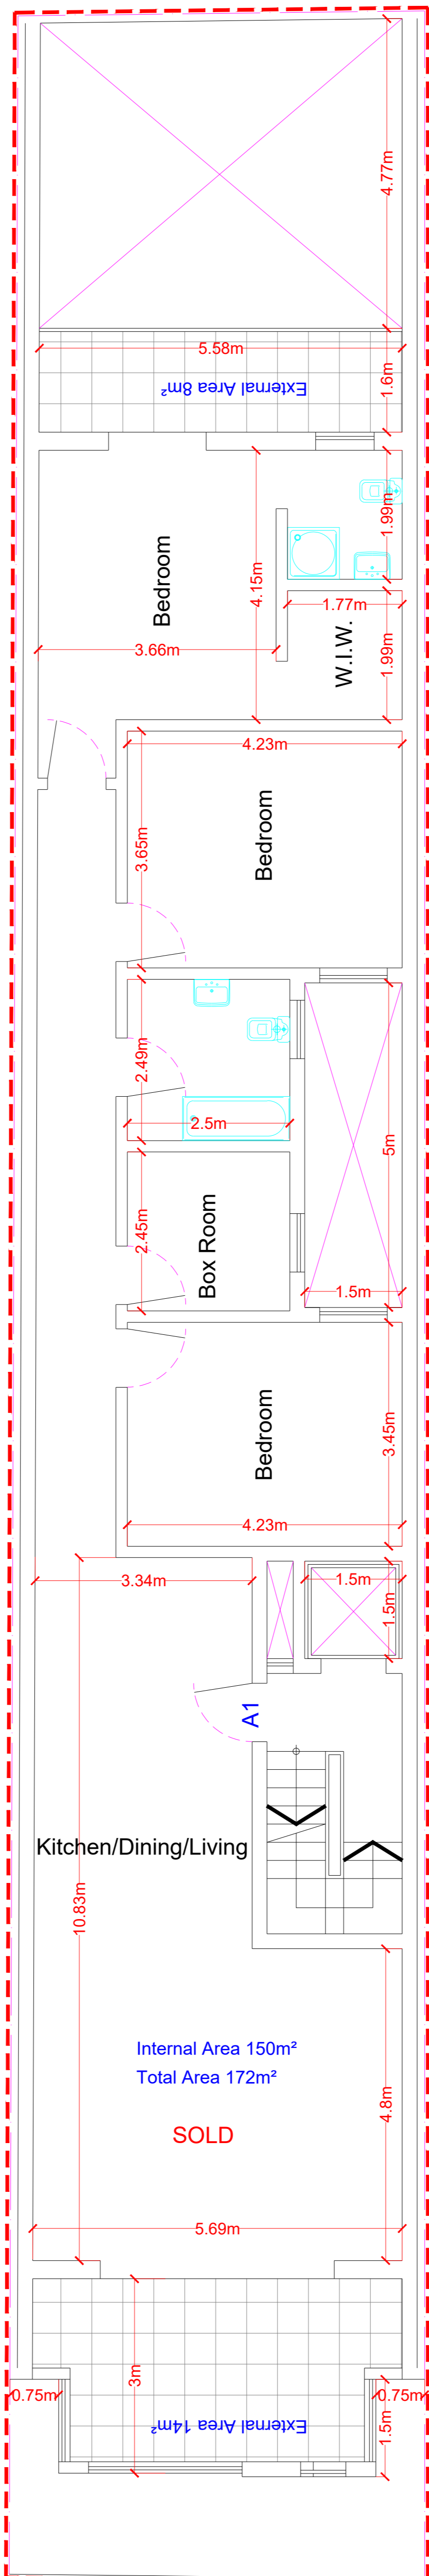 4.77m
5.58m
1.6m
External Area 8m²
1.99m
4.15m
Bedroom
1.77m
3.66m
W.I.W.
1.99m
4.23m
3.65m
Bedroom
2.49m
2.5m
5m
2.45m
Box Room
1.5m
Bedroom
3.45m
4.23m
3.34m
1.5m
1.5m
A1
Kitchen/Dining/Living
10.83m
Internal Area 150m²
Total Area 172m²
4.8m
SOLD
5.69m
3m
0.75m
0.75m
External Area 14m²
1.5m